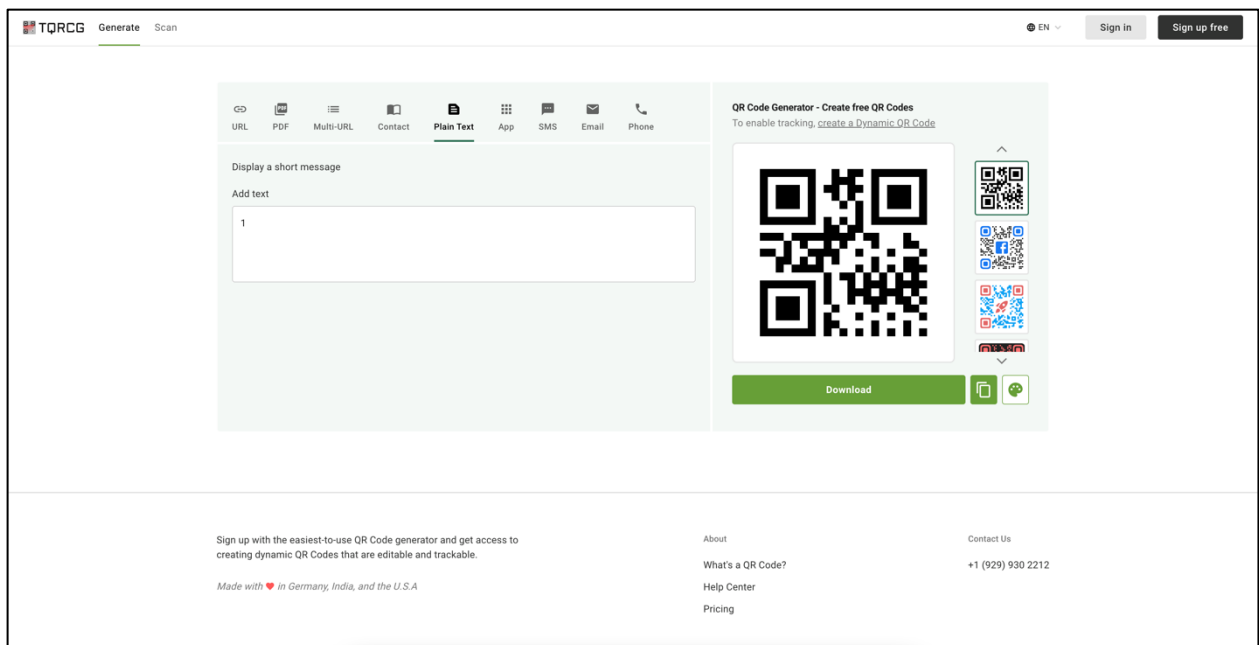 TQRCG Generate Scan EN Sign in Sign up free
URL PDF Multi-URL Contact Plain Text App SMS Email Phone
Display a short message
Add text
1
QR Code Generator - Create free QR Codes
To enable tracking, create a Dynamic QR Code
Download
Sign up with the easiest-to-use QR Code generator and get access to
creating dynamic QR Codes that are editable and trackable.
Made with ❤ in Germany, India, and the U.S.A
About
What's a QR Code?
Help Center
Pricing
Contact Us
+1 (929) 930 2212